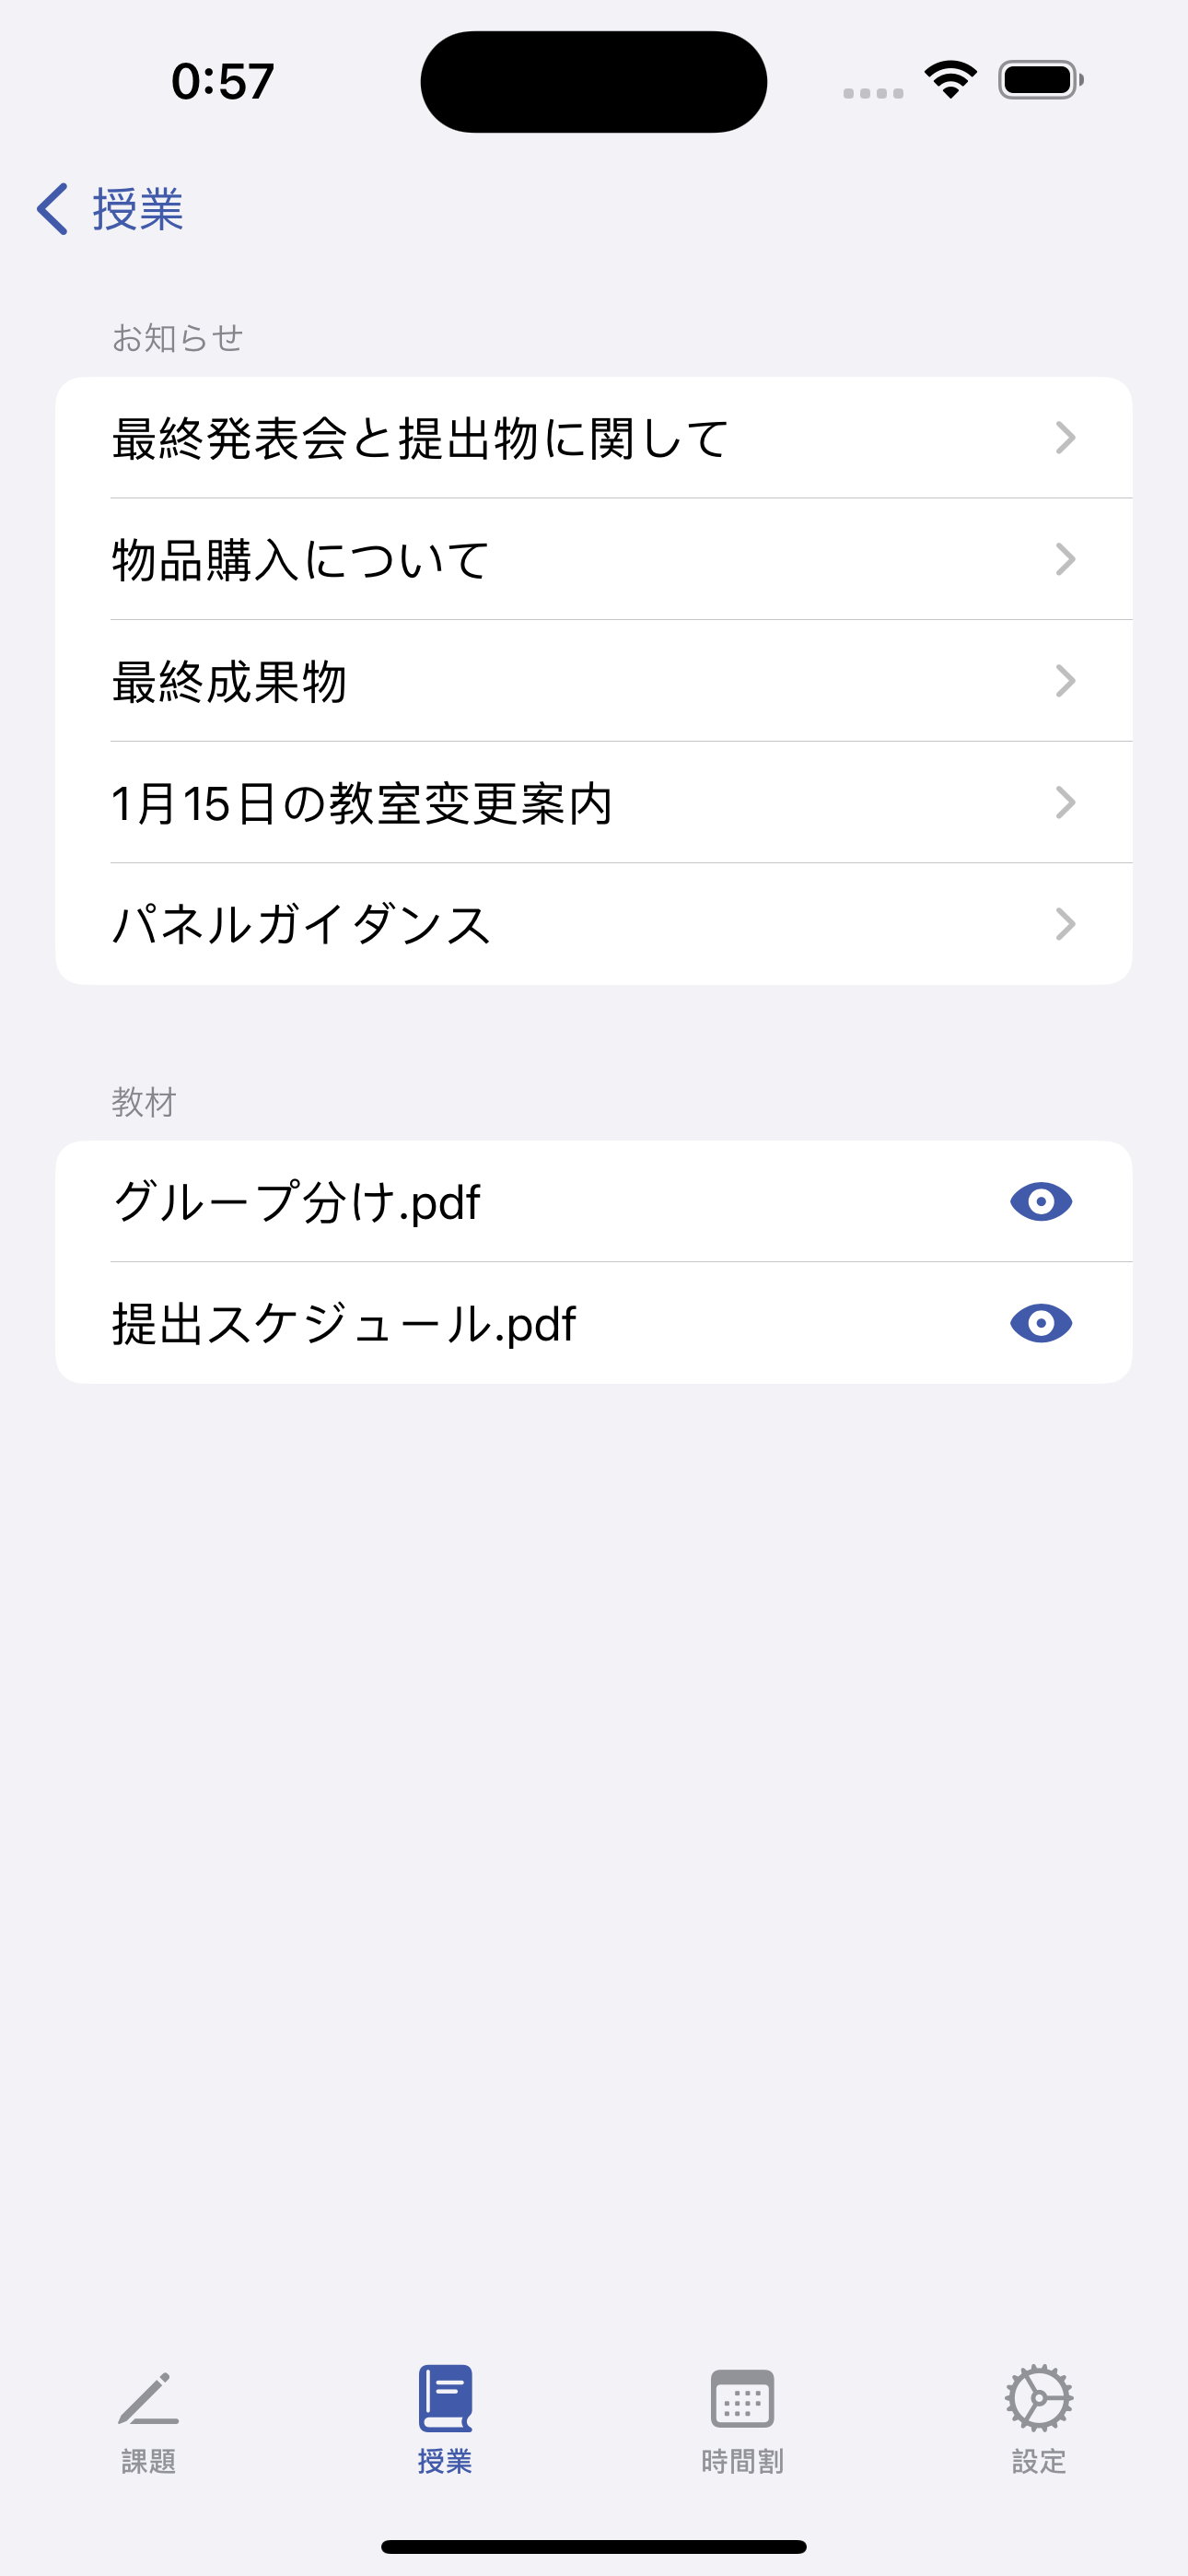 0:57
授業
お知らせ
最終発表会と提出物に関して
物品購入について
最終成果物
1月15日の教室変更案内
パネルガイダンス
教材
グループ分け.pdf
提出スケジュール.pdf
課題
授業
時間割
設定